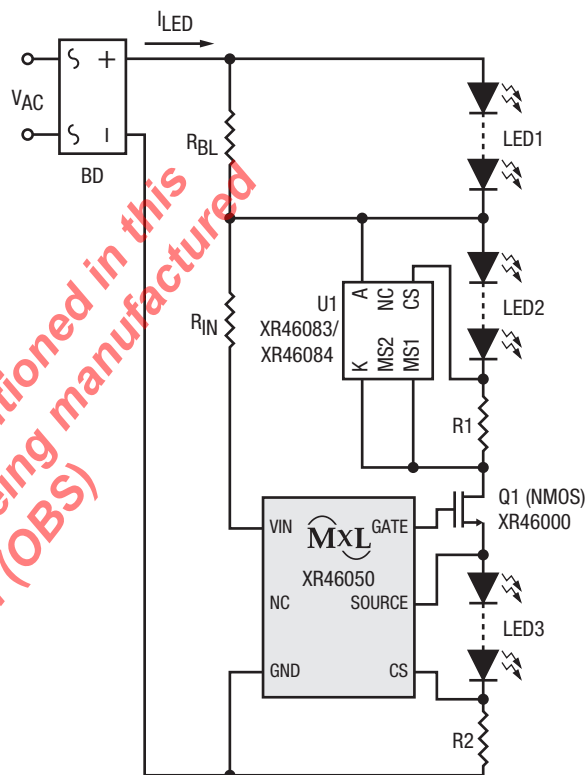 I_LED
V_AC
BD
+
R_BL
LED1
R_IN
U1
XR46083/
XR46084
A
NC
CS
K
MS2
MS1
LED2
R1
Q1 (NMOS)
XR46000
VIN
GATE
MxL
XR46050
NC
SOURCE
GND
CS
LED3
R2
tioned in this
eing manufactured
(OBS)